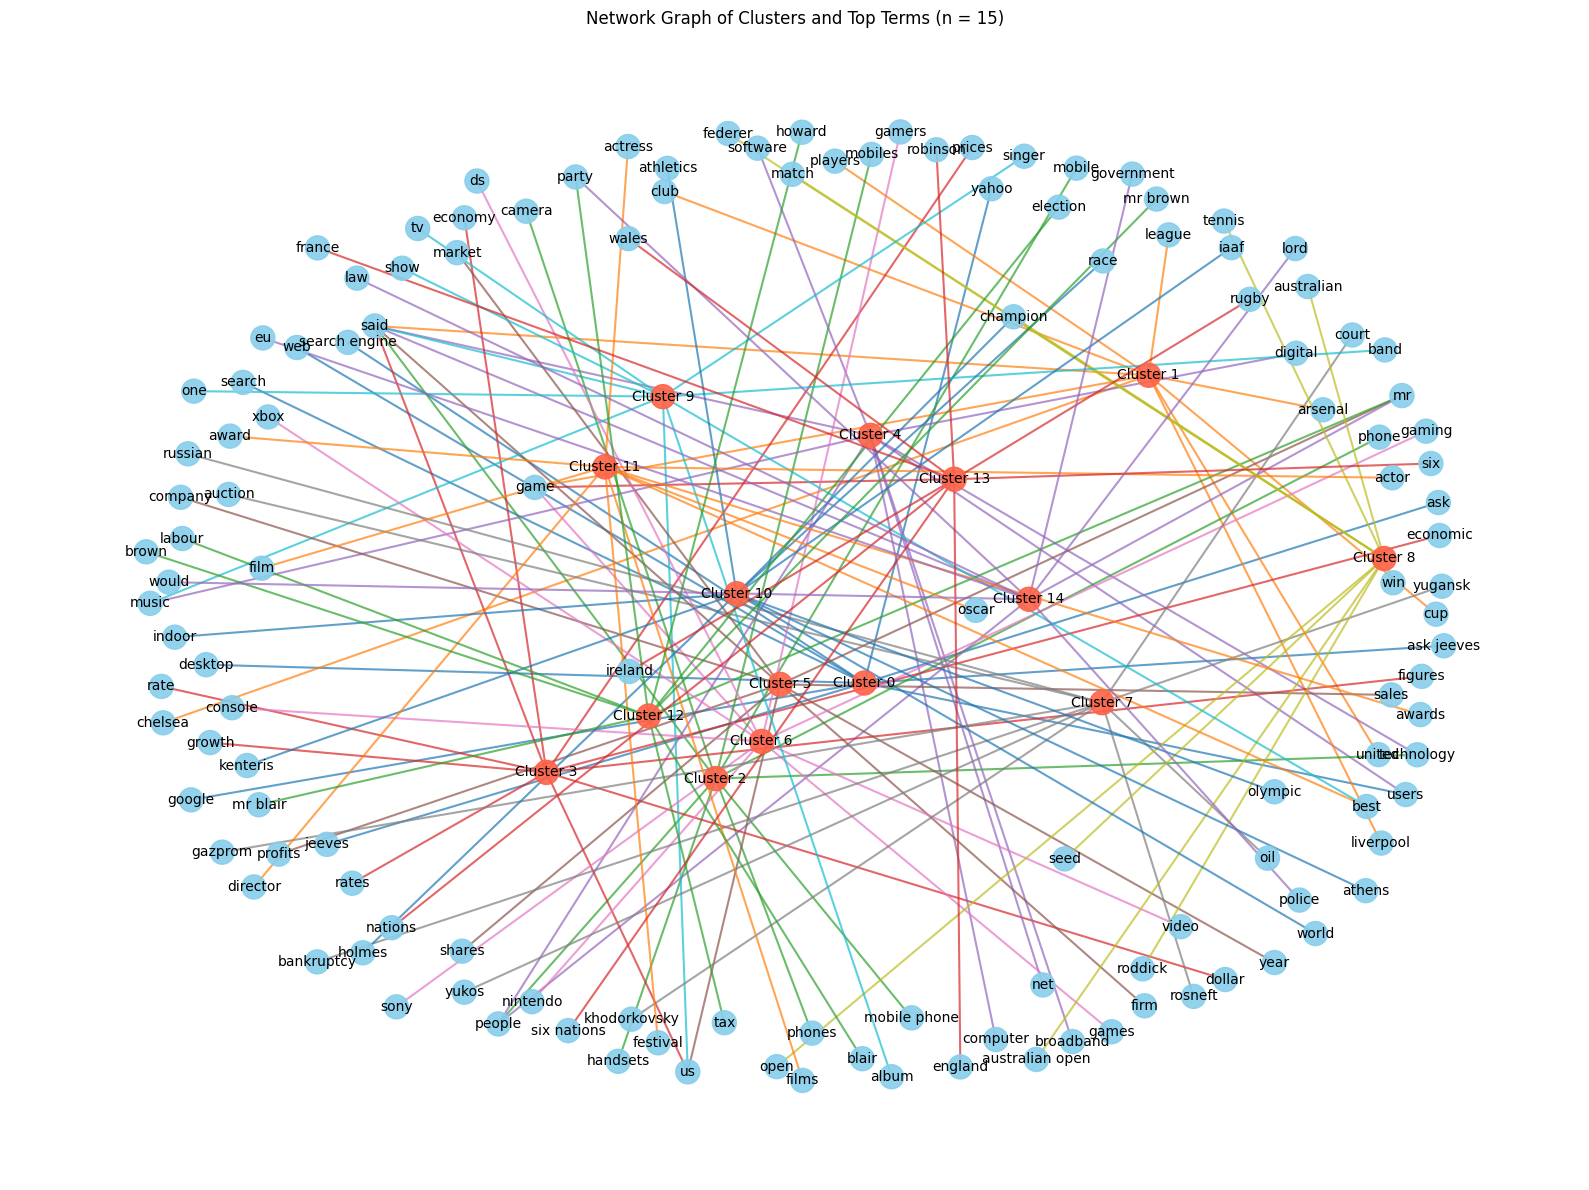 Network Graph of Clusters and Top Terms (n = 15)
federer
howard
gamers
software
actress
players
mobiles
robinson
prices
singer
athletics
match
mobile
government
ds
party
club
yahoo
mr brown
economy
camera
election
tennis
tv
wales
league
iaaf
lord
france
market
show
race
law
australian
rugby
said
champion
court
eu
web
search engine
digital
band
search
Cluster 1
one
Cluster 9
mr
xbox
arsenal
award
Cluster 4
phone
gaming
russian
Cluster 11
six
game
Cluster 13
actor
company
auction
ask
labour
economic
brown
film
Cluster 8
would
win
yugansk
music
Cluster 10
Cluster 14
oscar
cup
indoor
ask jeeves
desktop
ireland
figures
rate
Cluster 5
Cluster 0
sales
console
Cluster 7
awards
chelsea
Cluster 12
growth
Cluster 6
united
technology
kenteris
Cluster 3
Cluster 2
google
mr blair
olympic
users
best
jeeves
liverpool
gazprom
profits
seed
oil
director
rates
athens
police
nations
video
world
holmes
shares
bankruptcy
year
roddick
dollar
yukos
net
rosneft
sony
nintendo
firm
people
six nations
khodorkovsky
tax
phones
mobile phone
games
festival
computer
broadband
handsets
us
open
blair
england
australian open
films
album